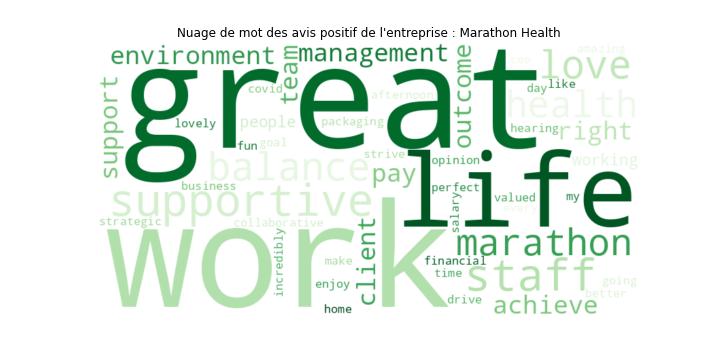 Nuage de mot des avis positif de l'entreprise : Marathon Health
environment
management
amazing
great
team
outcome
love
support
covid
afternoon
day
like
health
lovely
people
packaging
hearing
right
fun
goal
balance
strive
opinion
working
life
pay
business
perfect
valued
my
supportive
salary
strategic
collaborative
work
incredibly
client
marathon
financial
make
time
staff
going
enjoy
home
drive
achieve
better